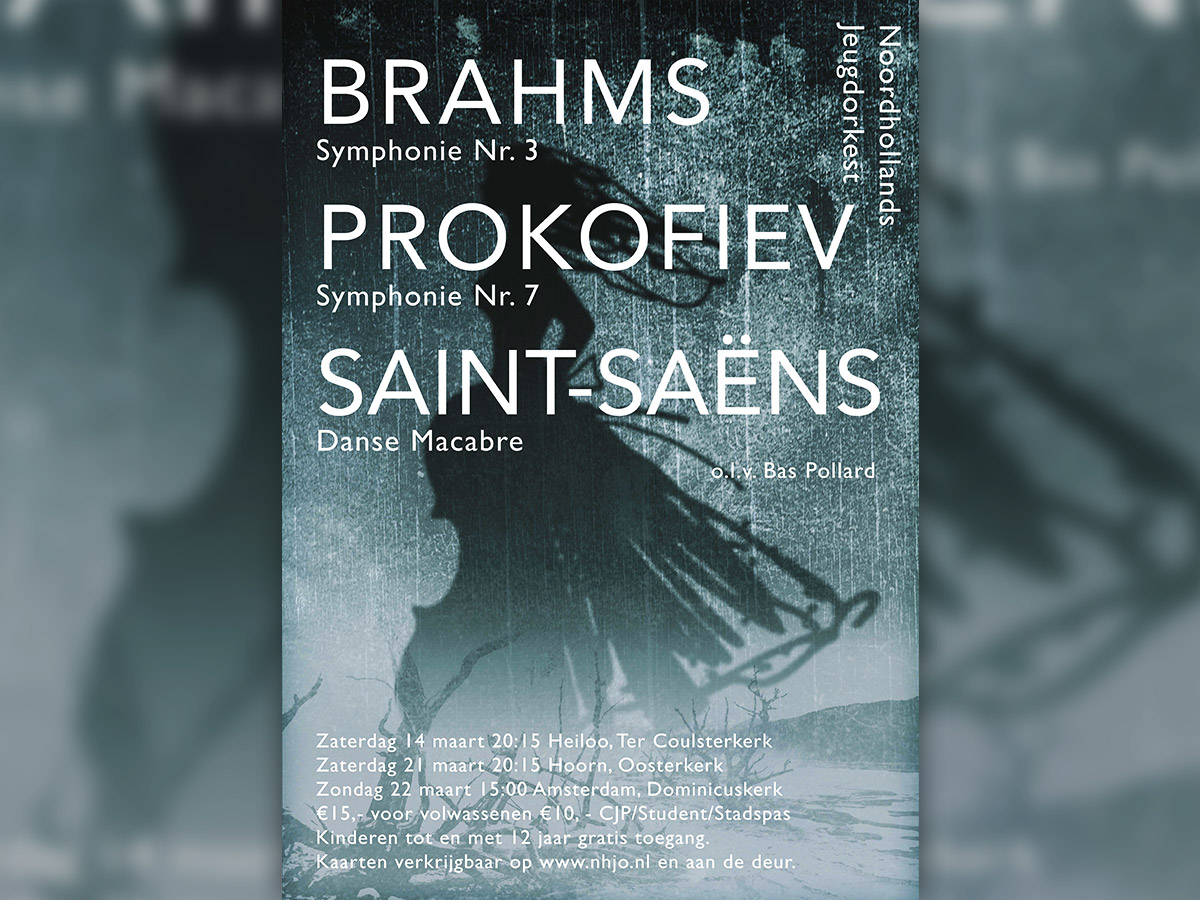 BRAHMS
Symphonie Nr. 3
PROKOFIEV
Symphonie Nr. 7
SAINT-SAËNS
Danse Macabre
o.l.v. Bas Pollard
Noordhollands
Jeugdorkest
Zaterdag 14 maart 20:15 Heiloo, Ter Coulsterkerk
Zaterdag 21 maart 20:15 Hoorn, Oosterkerk
Zondag 22 maart 15:00 Amsterdam, Dominicuskerk
€15,- voor volwassenen €10, - CJP/Student/Stadspas
Kinderen tot en met 12 jaar gratis toegang.
Kaarten verkrijgbaar op www.nhjo.nl en aan de deur.